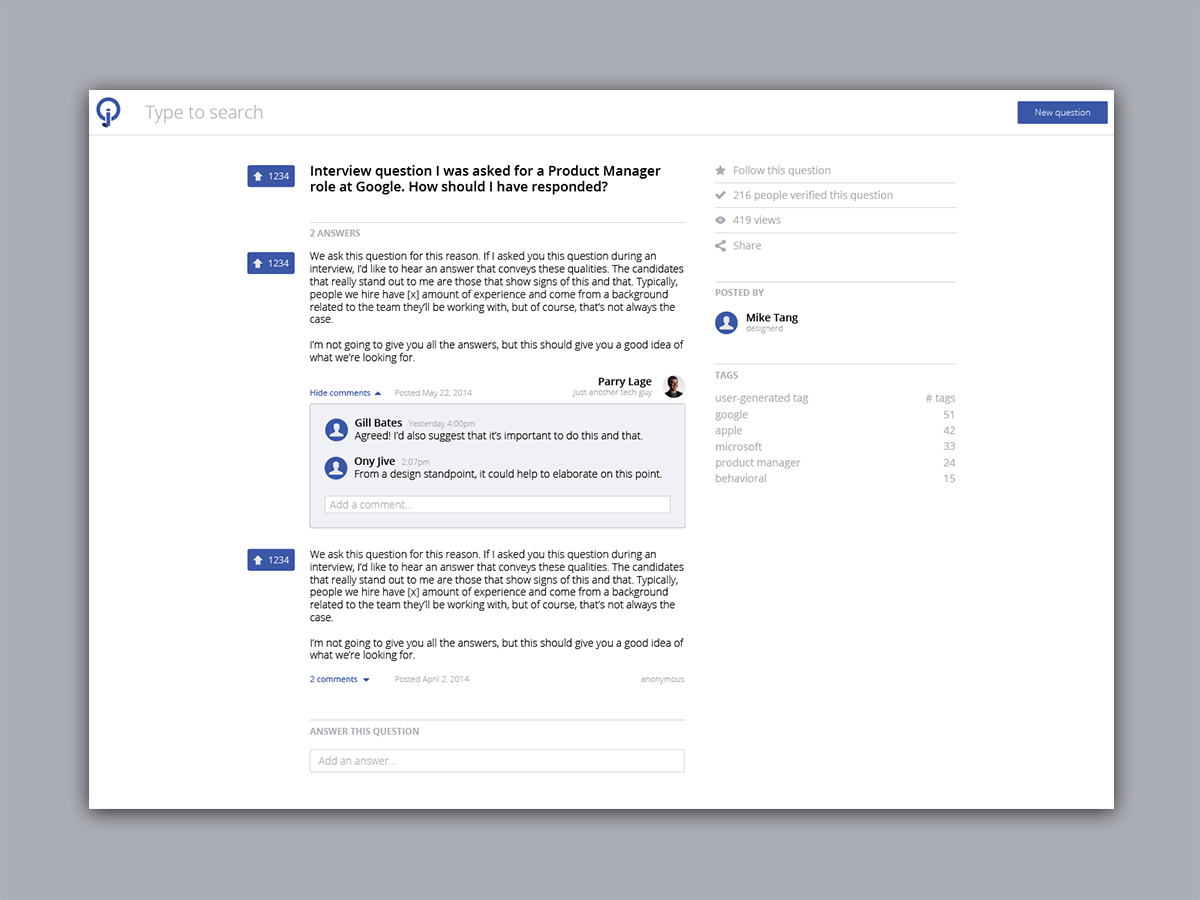 Type to search
New question
1234
Interview question I was asked for a Product Manager
role at Google. How should I have responded?
2 ANSWERS
1234
We ask this question for this reason. If I asked you this question during an
interview, I'd like to hear an answer that conveys these qualities. The candidates
that really stand out to me are those that show signs of this and that. Typically,
people we hire have [x] amount of experience and come from a background
related to the team they'll be working with, but of course, that's not always the
case.
I'm not going to give you all the answers, but this should give you a good idea of
what we're looking for.
Hide comments
Posted May 22, 2014
Parry Lage
Just another tech guy
Gill Bates Yesterday 4:00pm
Agreed! I'd also suggest that it's important to do this and that.
Ony Jive 2:07pm
From a design standpoint, it could help to elaborate on this point.
Add a comment...
1234
We ask this question for this reason. If I asked you this question during an
interview, I'd like to hear an answer that conveys these qualities. The candidates
that really stand out to me are those that show signs of this and that. Typically,
people we hire have [x] amount of experience and come from a background
related to the team they'll be working with, but of course, that's not always the
case.
I'm not going to give you all the answers, but this should give you a good idea of
what we're looking for.
2 comments
Posted April 2, 2014
anonymous
ANSWER THIS QUESTION
Add an answer...
Follow this question
216 people verified this question
419 views
Share
POSTED BY
Mike Tang
designerd
TAGS
user-generated tag # tags
google 51
apple 42
microsoft 33
product manager 24
behavioral 15